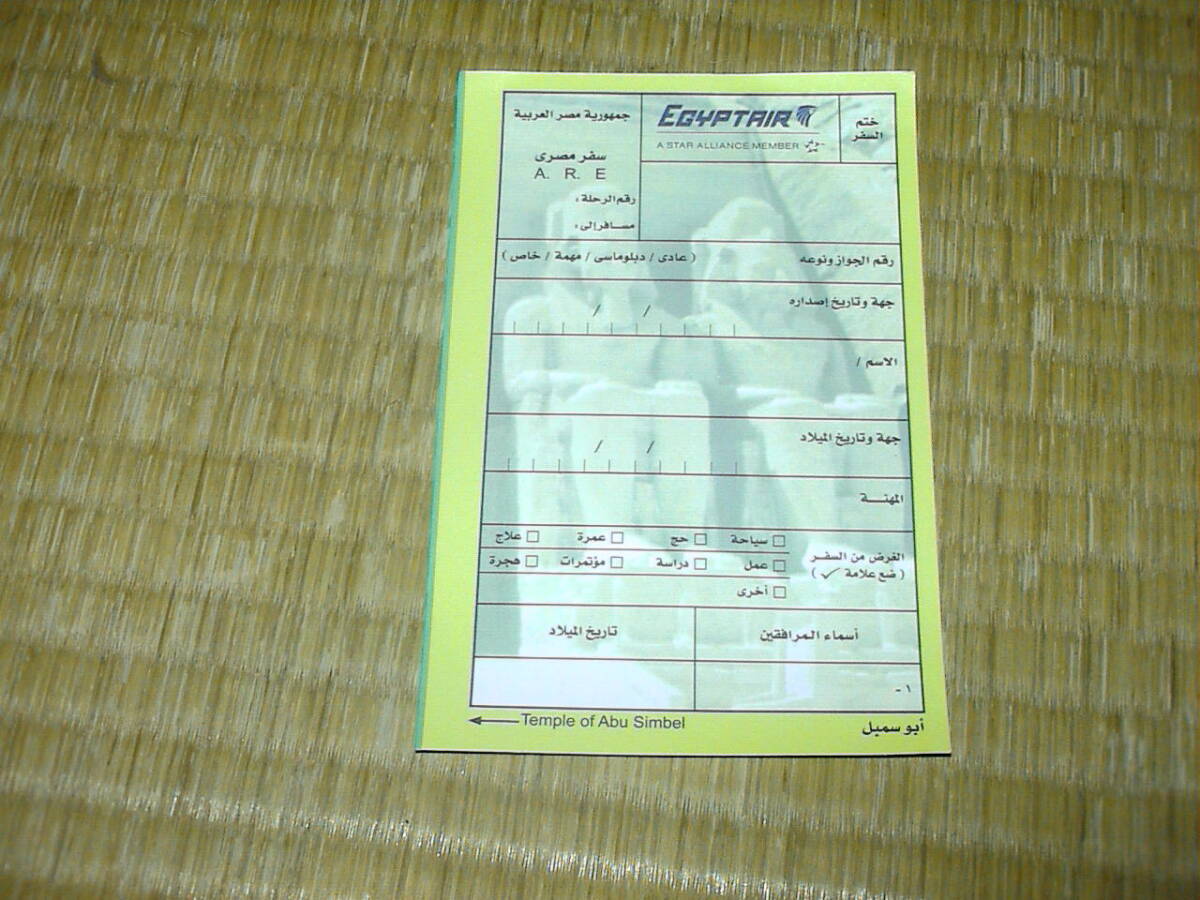 ختم
السفر
EGYPTAIR
A STAR ALLIANCE MEMBER
جمهورية مصر العربية
سفر مصرى
A. R. E
رقم الرحلة :
مسافر إلى :
رقم الجواز ونوعه ( عادى / دبلوماسى / مهمة / خاص )
جهة وتاريخ إصداره / /
الاسم /
جهة وتاريخ الميلاد / /
المهنة
الغرض من السفر
( ضع علامة ✓ )
سياحة □ حج □ عمرة □ علاج □
عمل □ دراسة □ مؤتمرات □ هجرة □
أخرى □
أسماء المرافقين تاريخ الميلاد
١ -
أبو سمبل
Temple of Abu Simbel